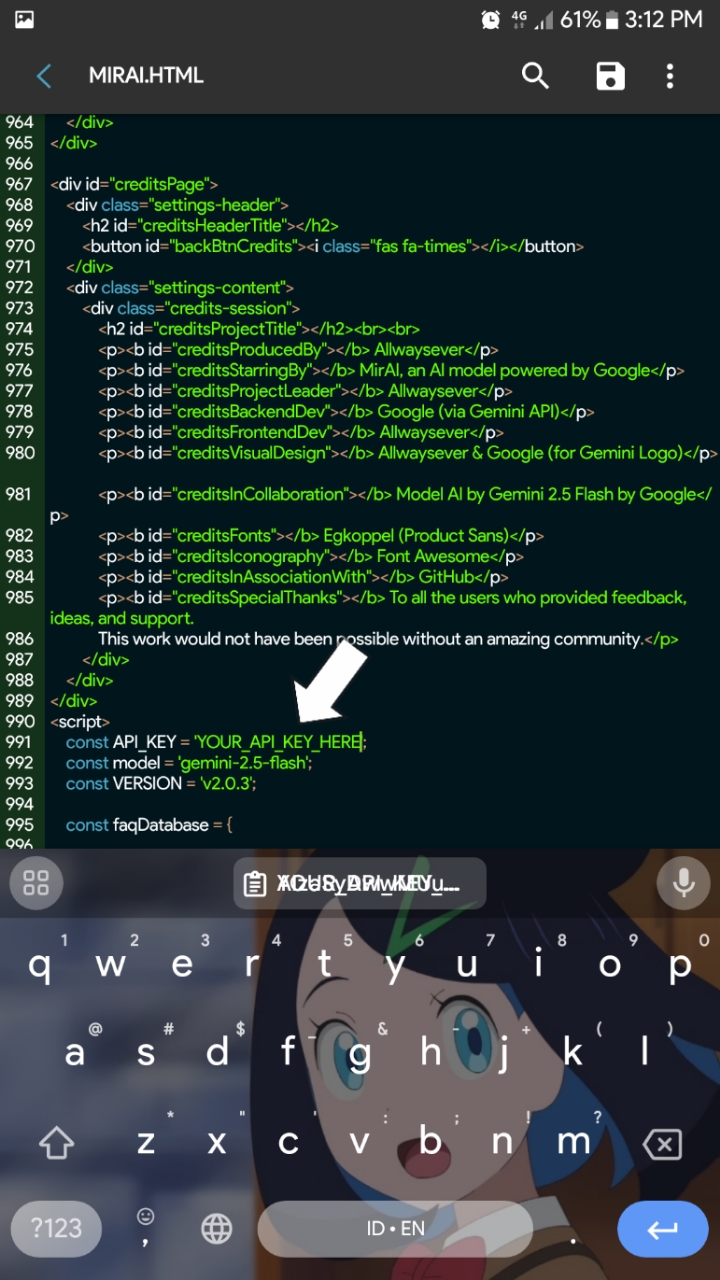 4G 61% 3:12 PM
MIRAI.HTML
964 </div>
965 </div>
966
967 <div id="creditsPage">
968 <div class="settings-header">
969 <h2 id="creditsHeaderTitle"></h2>
970 <button id="backBtnCredits"><i class="fas fa-times"></i></button>
971 </div>
972 <div class="settings-content">
973 <div class="credits-session">
974 <h2 id="creditsProjectTitle"></h2><br><br>
975 <p><b id="creditsProducedBy"></b> Allwaysever</p>
976 <p><b id="creditsStarringBy"></b> MirAI, an AI model powered by Google</p>
977 <p><b id="creditsProjectLeader"></b> Allwaysever</p>
978 <p><b id="creditsBackendDev"></b> Google (via Gemini API)</p>
979 <p><b id="creditsFrontendDev"></b> Allwaysever</p>
980 <p><b id="creditsVisualDesign"></b> Allwaysever & Google (for Gemini Logo)</p>
981 <p><b id="creditsInCollaboration"></b> Model AI by Gemini 2.5 Flash by Google</
p>
982 <p><b id="creditsFonts"></b> Egkoppel (Product Sans)</p>
983 <p><b id="creditsIconography"></b> Font Awesome</p>
984 <p><b id="creditsInAssociationWith"></b> GitHub</p>
985 <p><b id="creditsSpecialThanks"></b> To all the users who provided feedback,
ideas, and support.
986 This work would not have been possible without an amazing community.</p>
987 </div>
988 </div>
989 </div>
990 <script>
991 const API_KEY = 'YOUR_API_KEY_HERE;
992 const model = 'gemini-2.5-flash';
993 const VERSION = 'v2.0.3';
994
995 const faqDatabase = {
996
1 2 3 4 5 6 7 8 9 0
q w e r t y u i o p
@ # $ _ & - + ( )
a s d f g h j k l
* " ' : ; ! ?
z x c v b n m
?123 , ID • EN .